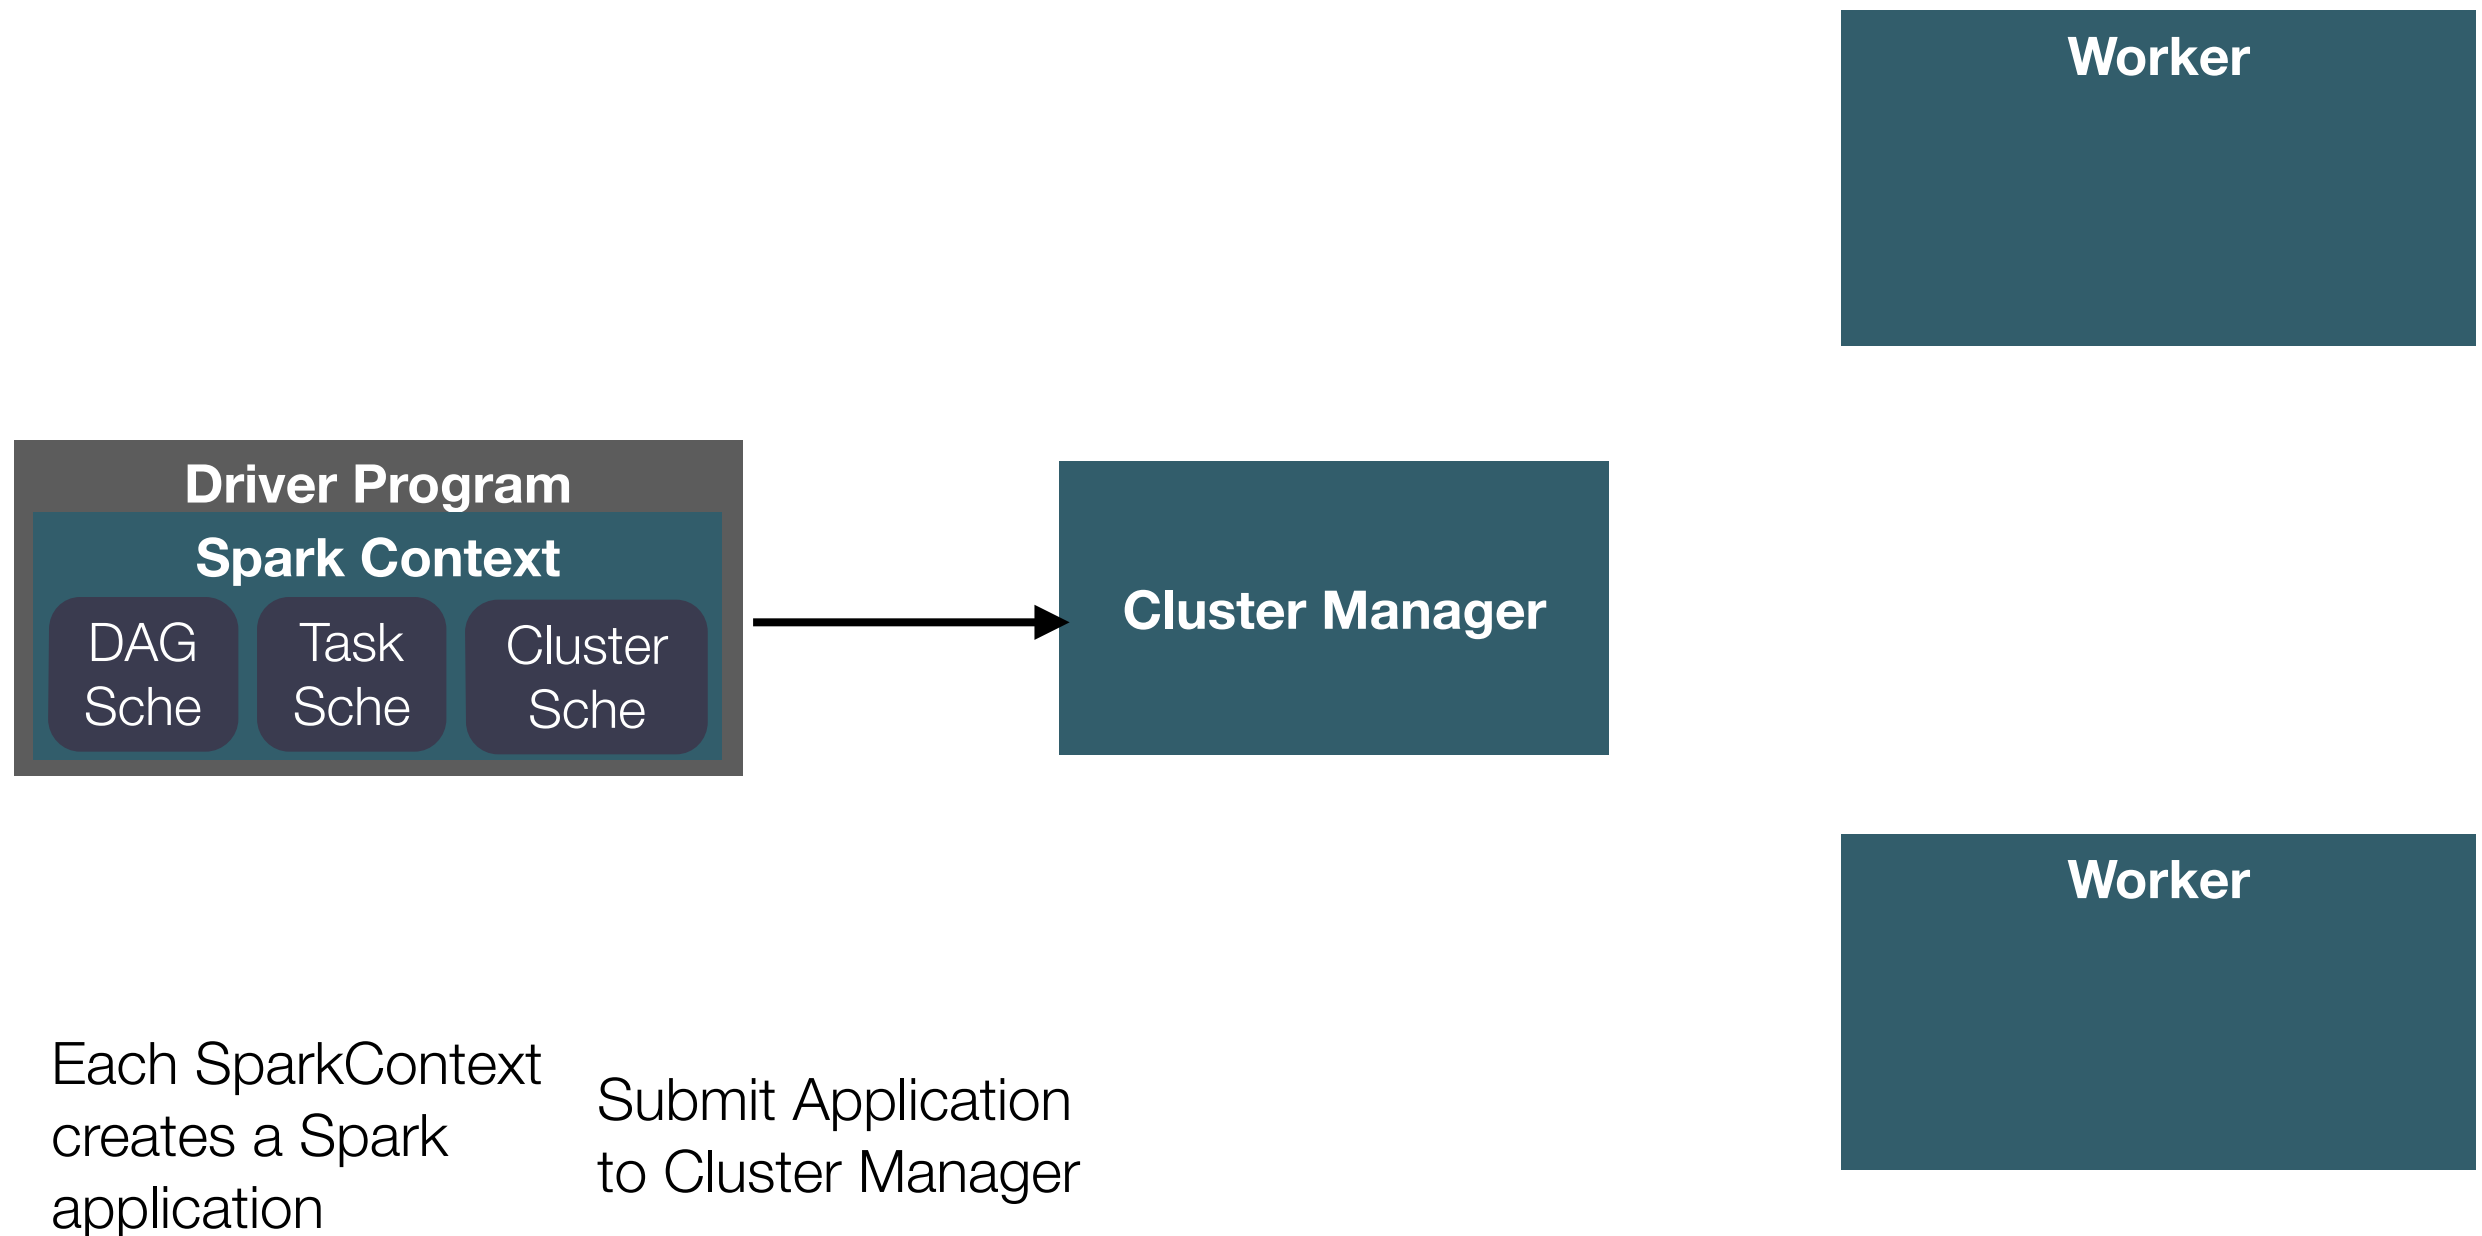 Worker
Driver Program
Spark Context
DAG
Sche
Task
Sche
Cluster
Sche
Cluster Manager
Worker
Each SparkContext
creates a Spark
application
Submit Application
to Cluster Manager